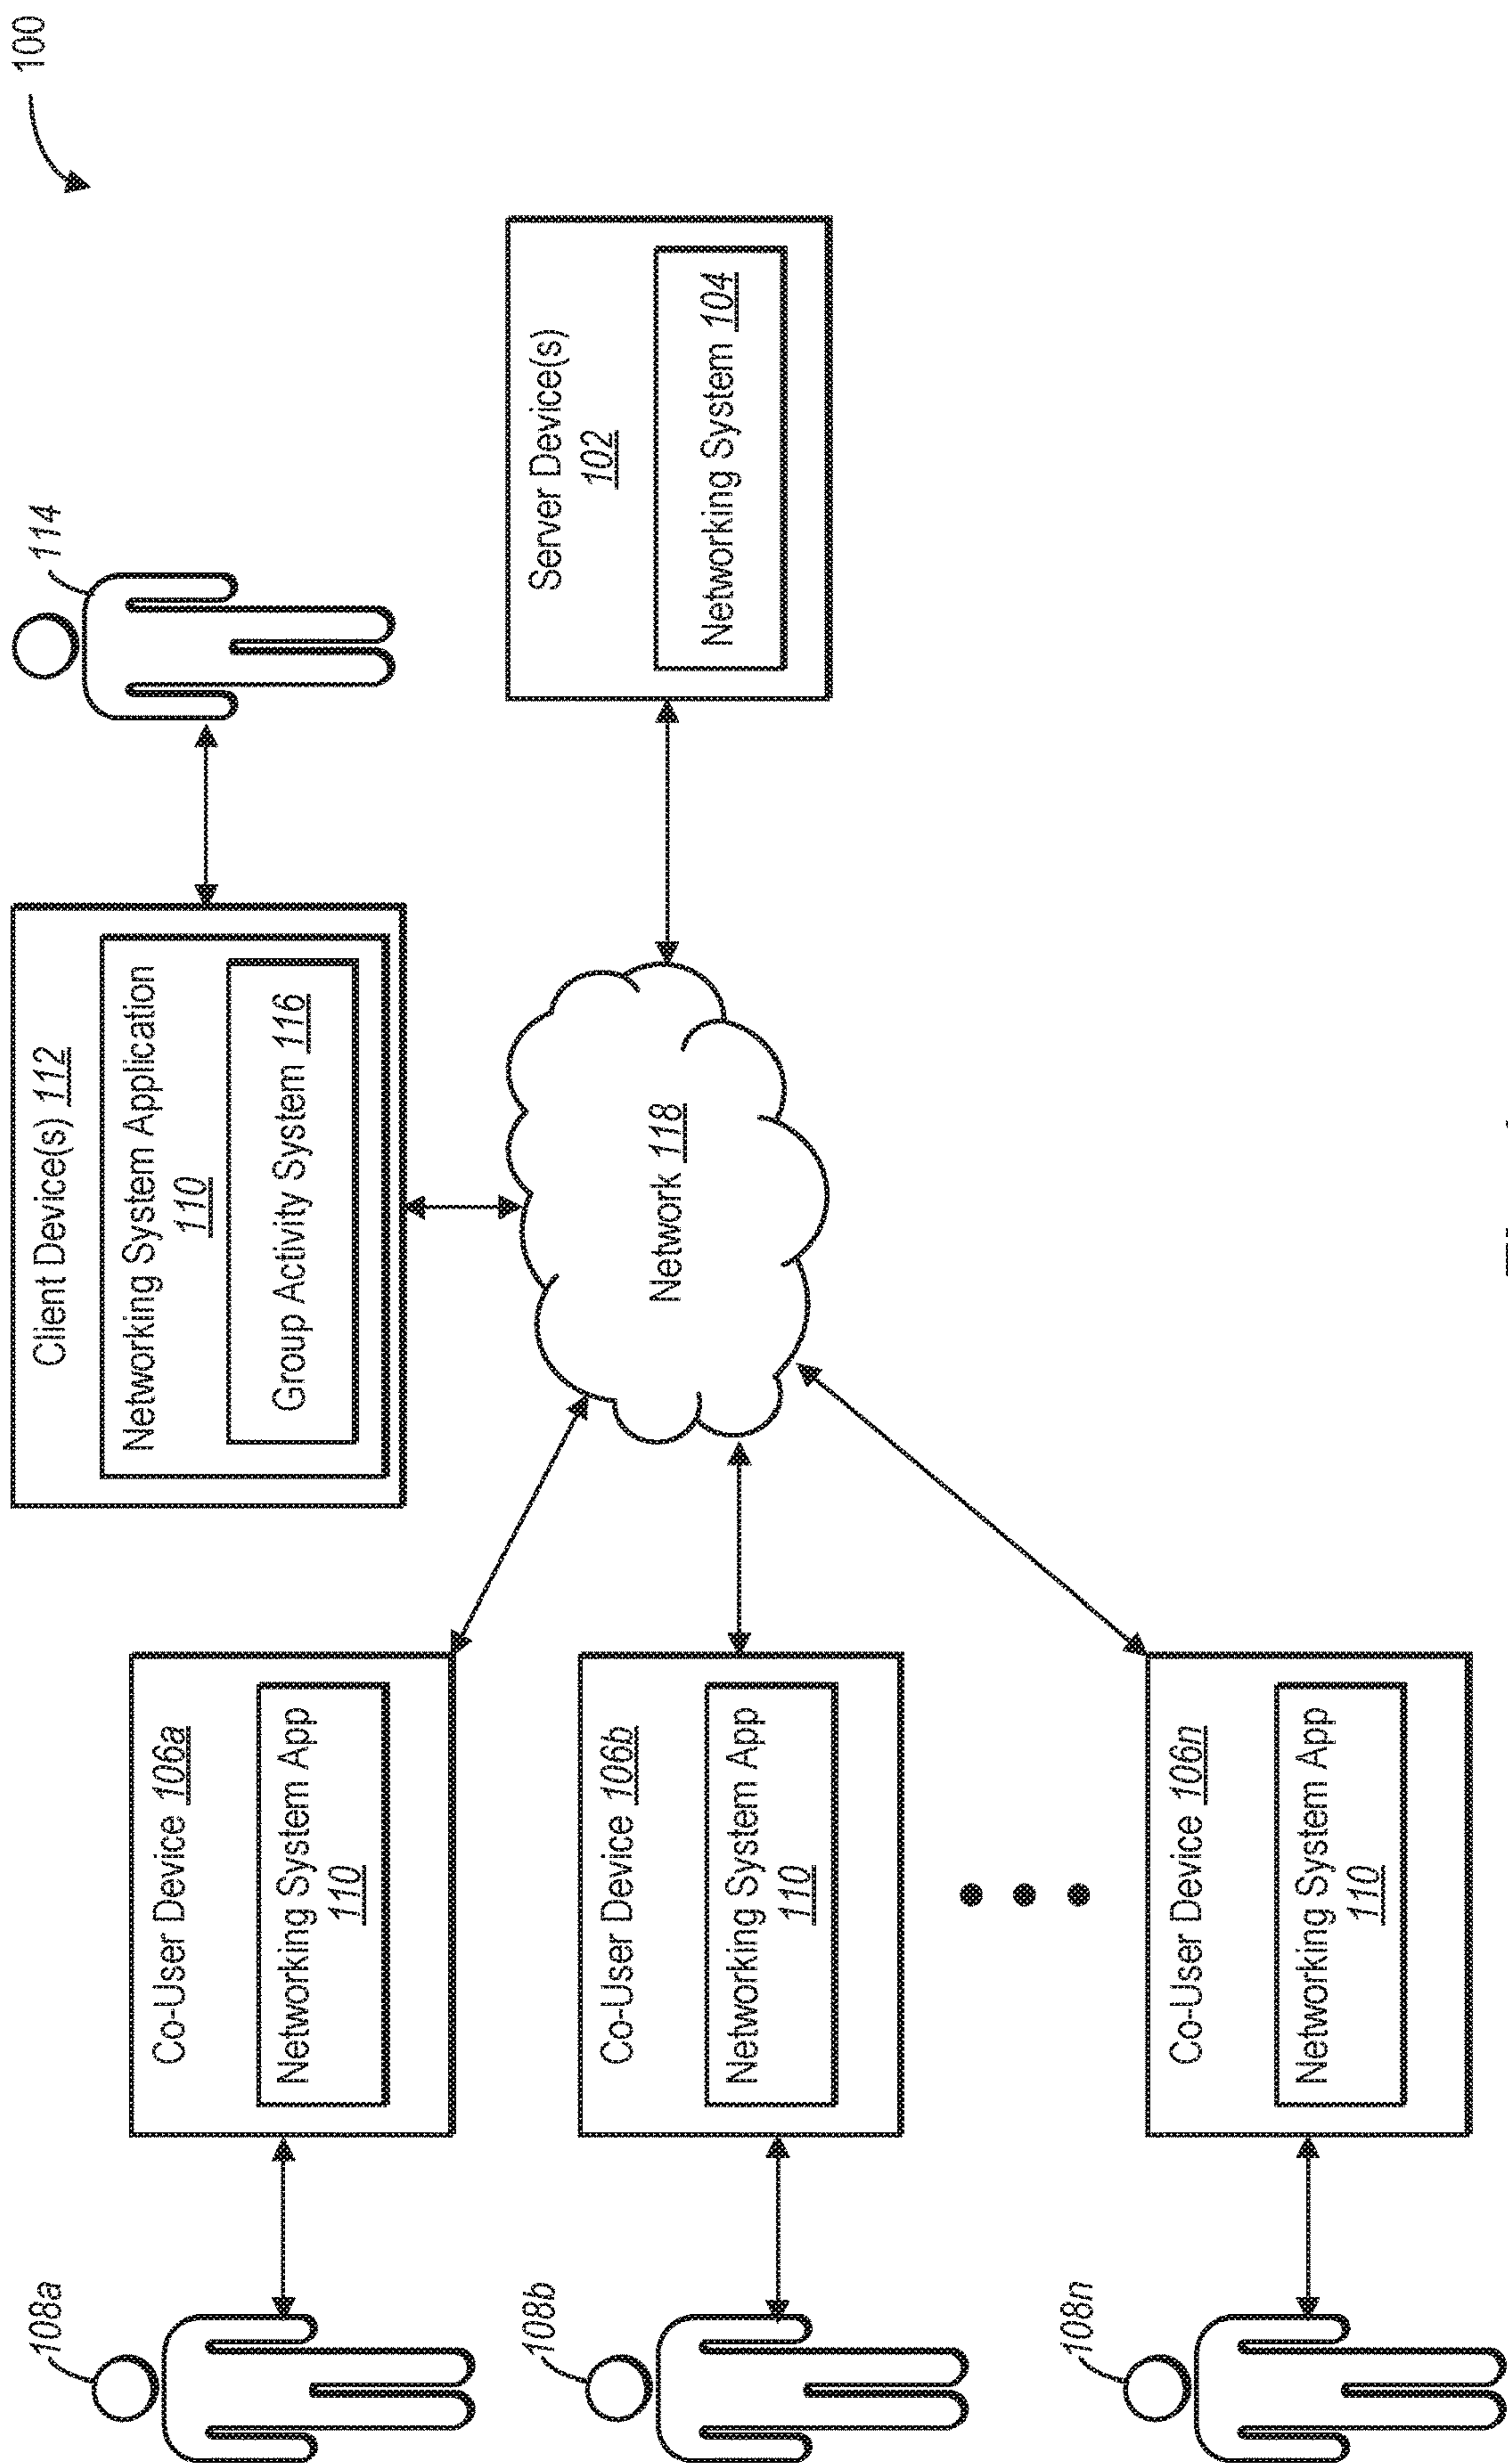 100
108a
Co-User Device 106a
Networking System App
110
Client Device(s) 112
Networking System Application
110
Group Activity System 116
114
108b
Co-User Device 106b
Networking System App
110
Network 118
Server Device(s)
102
Networking System 104
108n
Co-User Device 106n
Networking System App
110